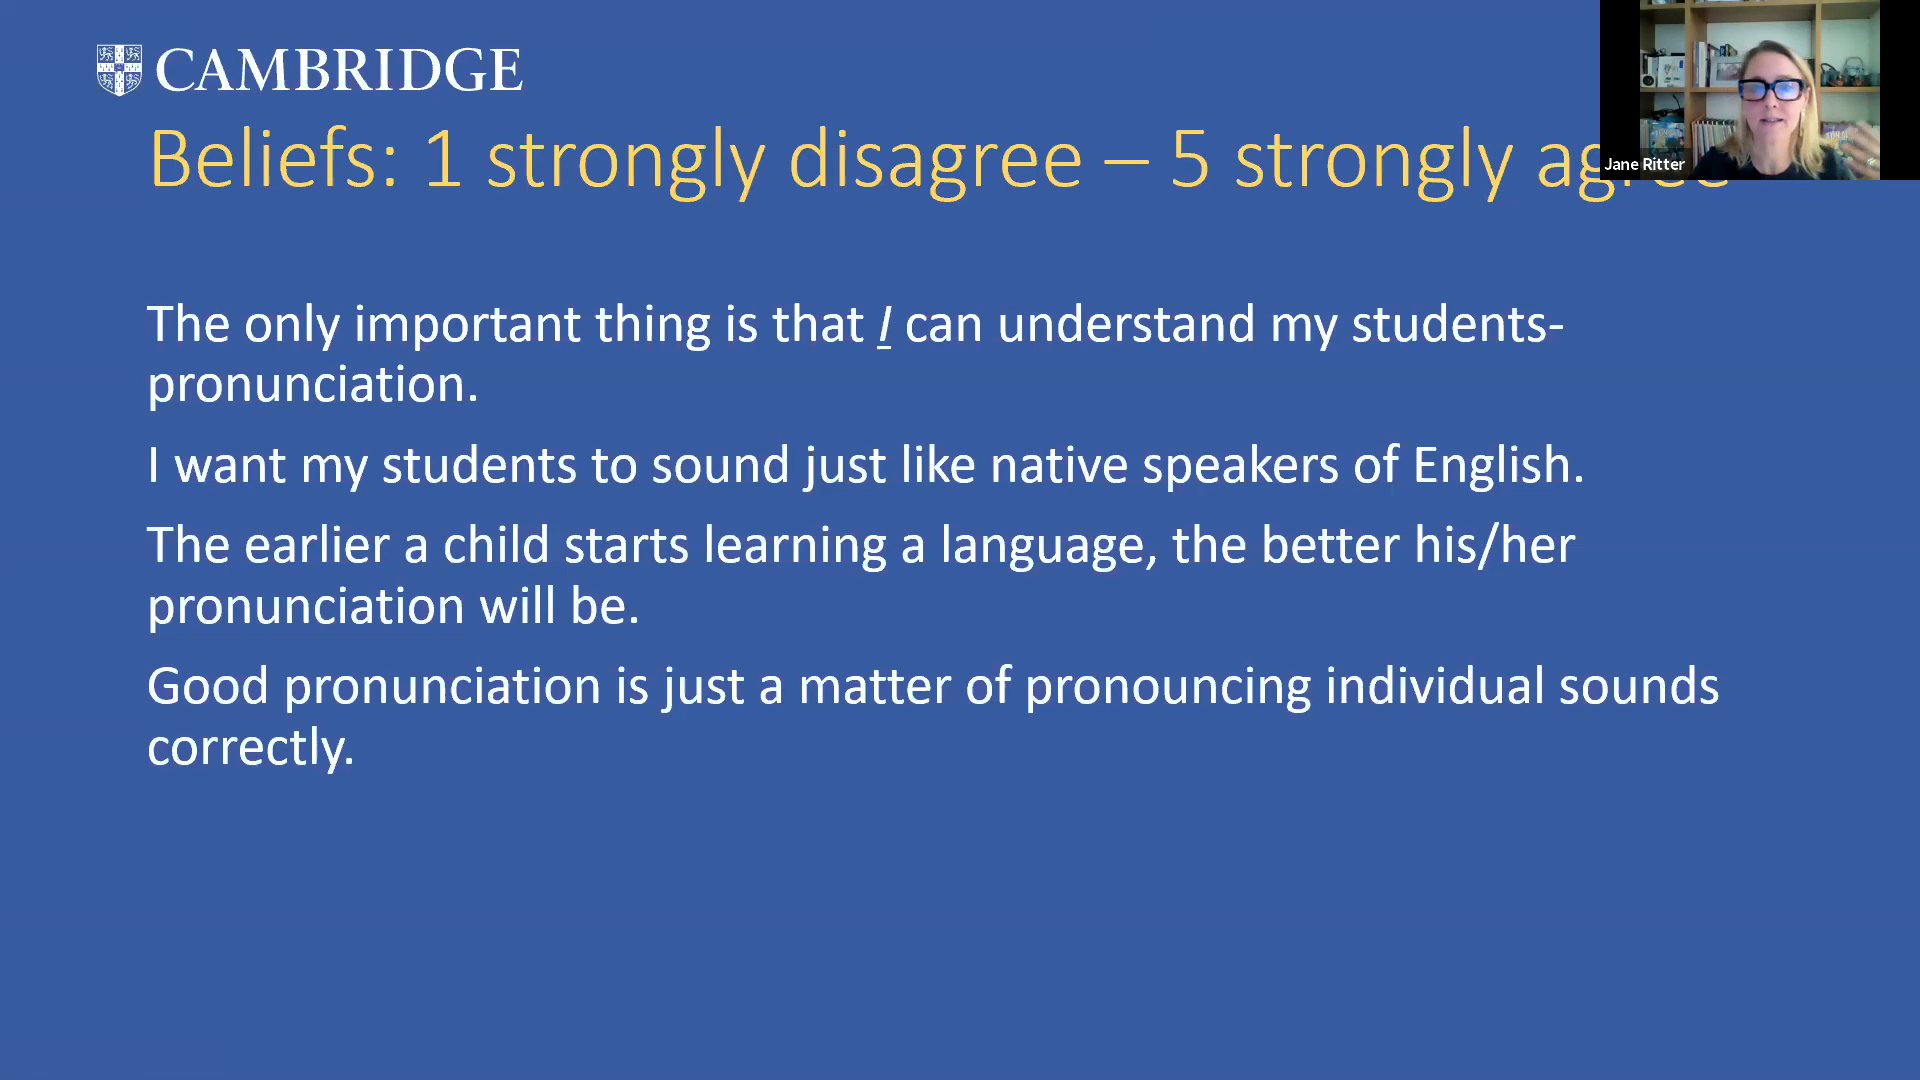 CAMBRIDGE
Beliefs: 1 strongly disagree – 5 strongly agree
Jane Ritter
The only important thing is that I can understand my students-
pronunciation.
I want my students to sound just like native speakers of English.
The earlier a child starts learning a language, the better his/her
pronunciation will be.
Good pronunciation is just a matter of pronouncing individual sounds
correctly.